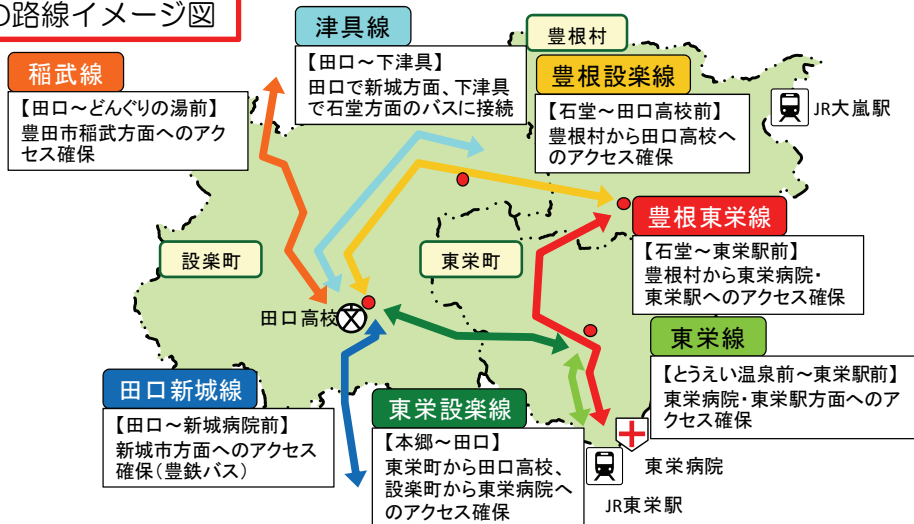 の路線イメージ図
津具線
【田口～下津具】
田口で新城方面、下津具
で石堂方面のバスに接続
豊根村
稲武線
【田口～どんぐりの湯前】
豊田市稲武方面へのアク
セス確保
豊根設楽線
【石堂～田口高校前】
豊根村から田口高校へ
のアクセス確保
JR大嵐駅
豊根東栄線
【石堂～東栄駅前】
豊根村から東栄病院・
東栄駅へのアクセス確保
設楽町
東栄町
田口高校
東栄線
【とうえい温泉前～東栄駅前】
東栄病院・東栄駅方面へのア
クセス確保
田口新城線
【田口～新城病院前】
新城市方面へのアクセス
確保（豊鉄バス）
東栄設楽線
【本郷～田口】
東栄町から田口高校、
設楽町から東栄病院へ
のアクセス確保
東栄病院
JR東栄駅